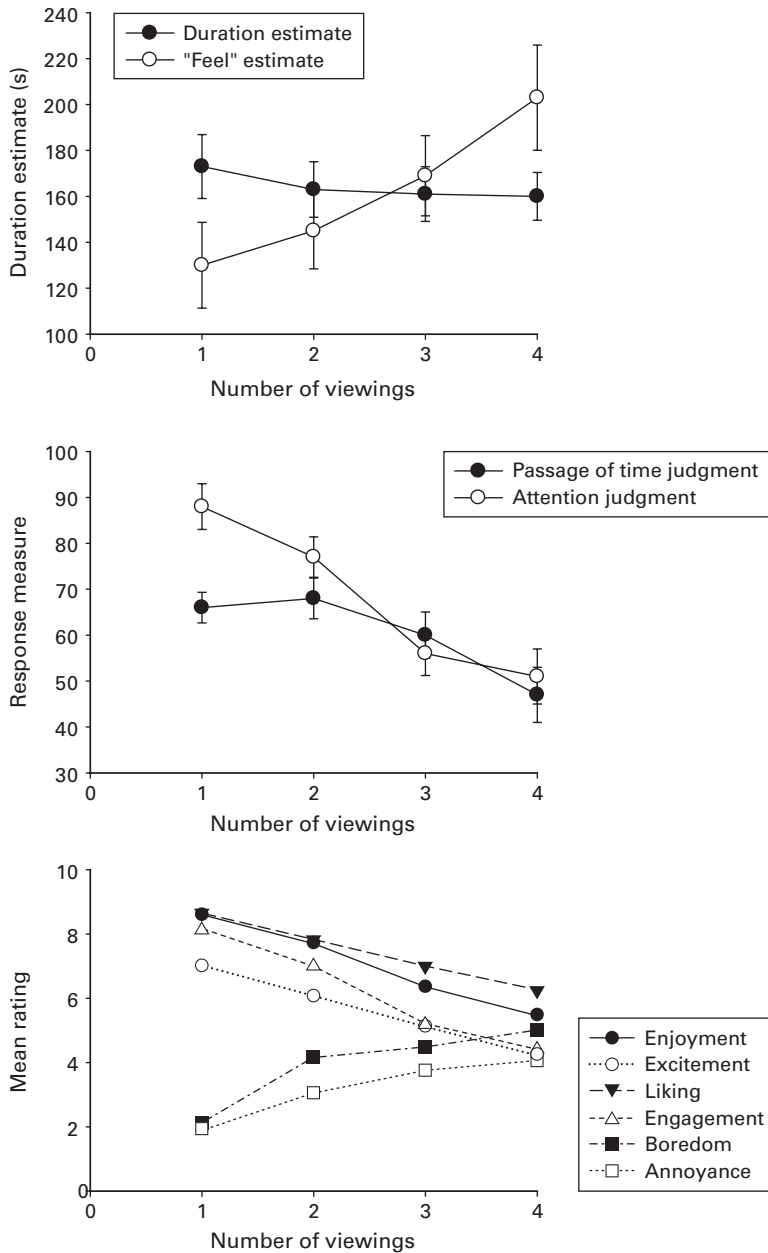 240
220
200
180
160
140
120
100
Duration estimate (s)
Duration estimate
"Feel" estimate
0 1 2 3 4
Number of viewings
100
90
80
70
60
50
40
30
Response measure
Passage of time judgment
Attention judgment
0 1 2 3 4
Number of viewings
10
8
6
4
2
0
Mean rating
Enjoyment
Excitement
Liking
Engagement
Boredom
Annoyance
0 1 2 3 4
Number of viewings